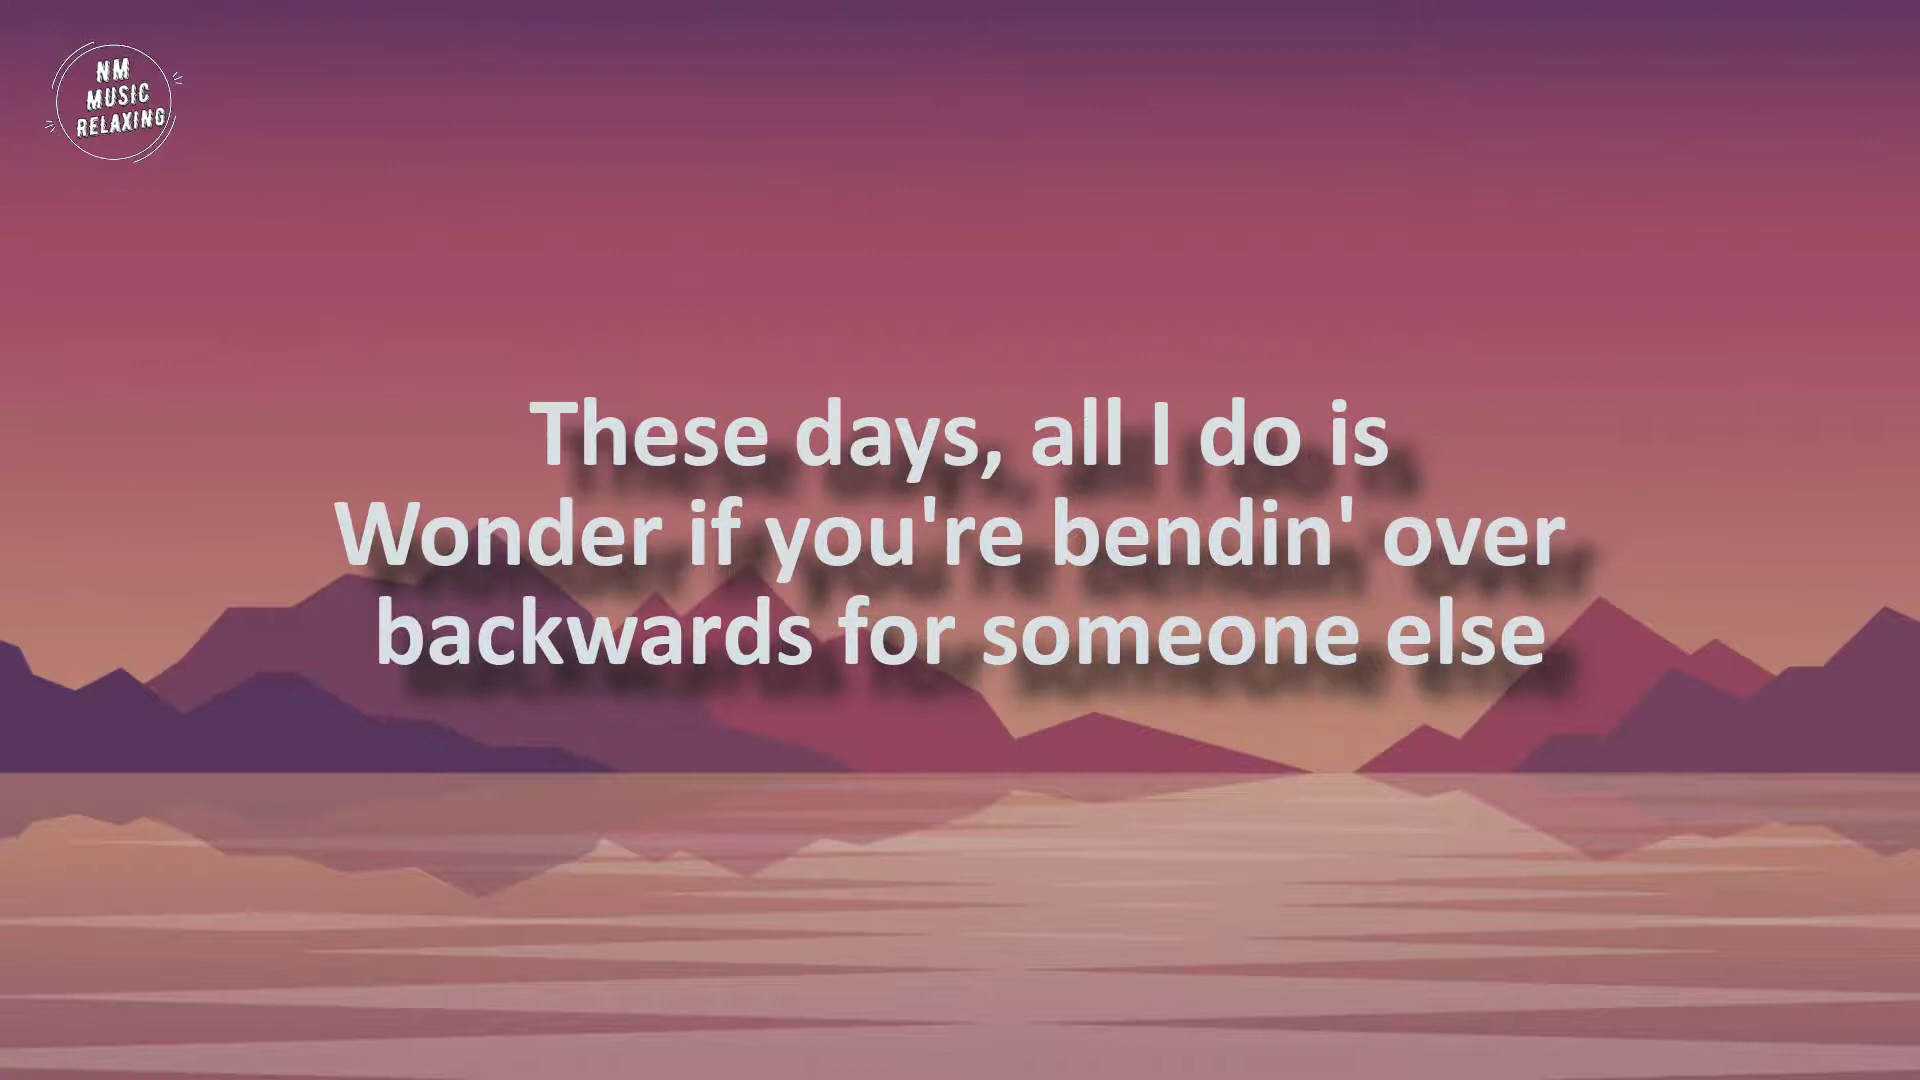 NM
MUSIC
RELAXING
These days, all I do is
Wonder if you're bendin' over
backwards for someone else